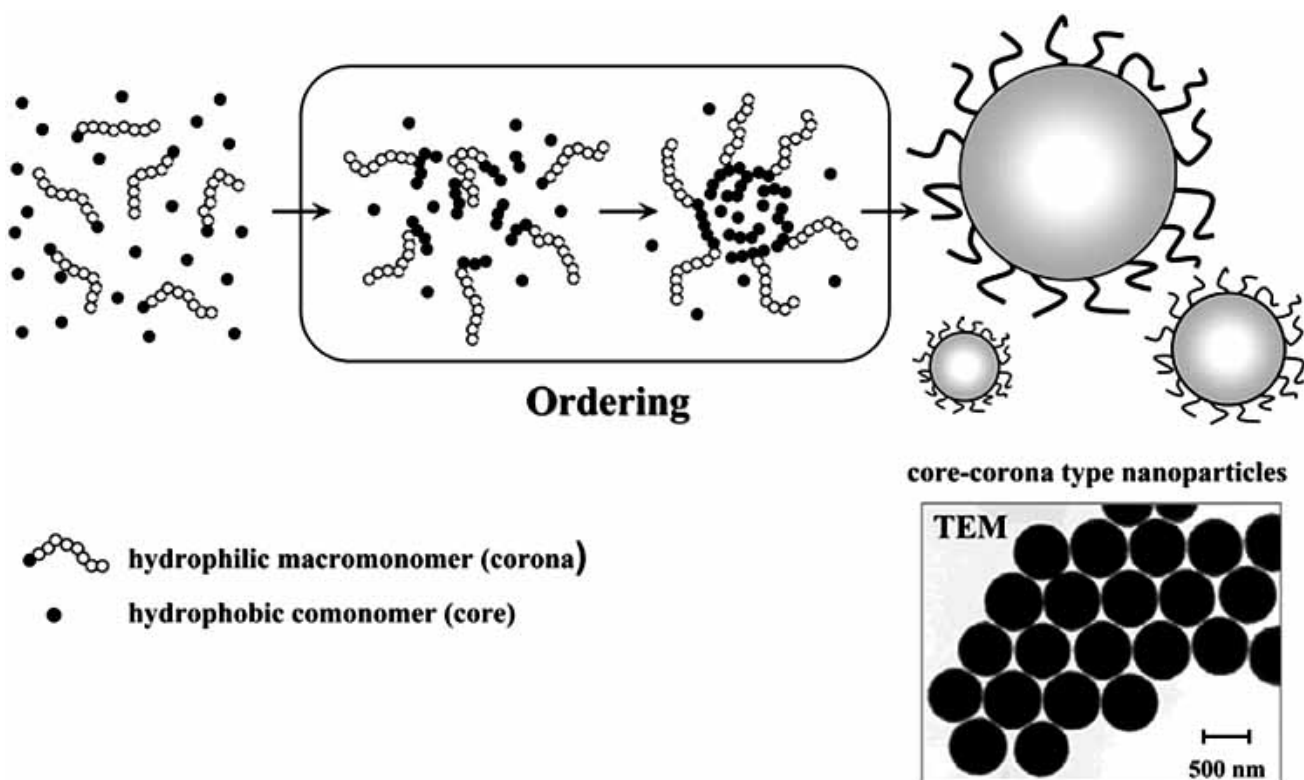 Ordering
core-corona type nanoparticles
TEM
500 nm
hydrophilic macromonomer (corona)
hydrophobic comonomer (core)